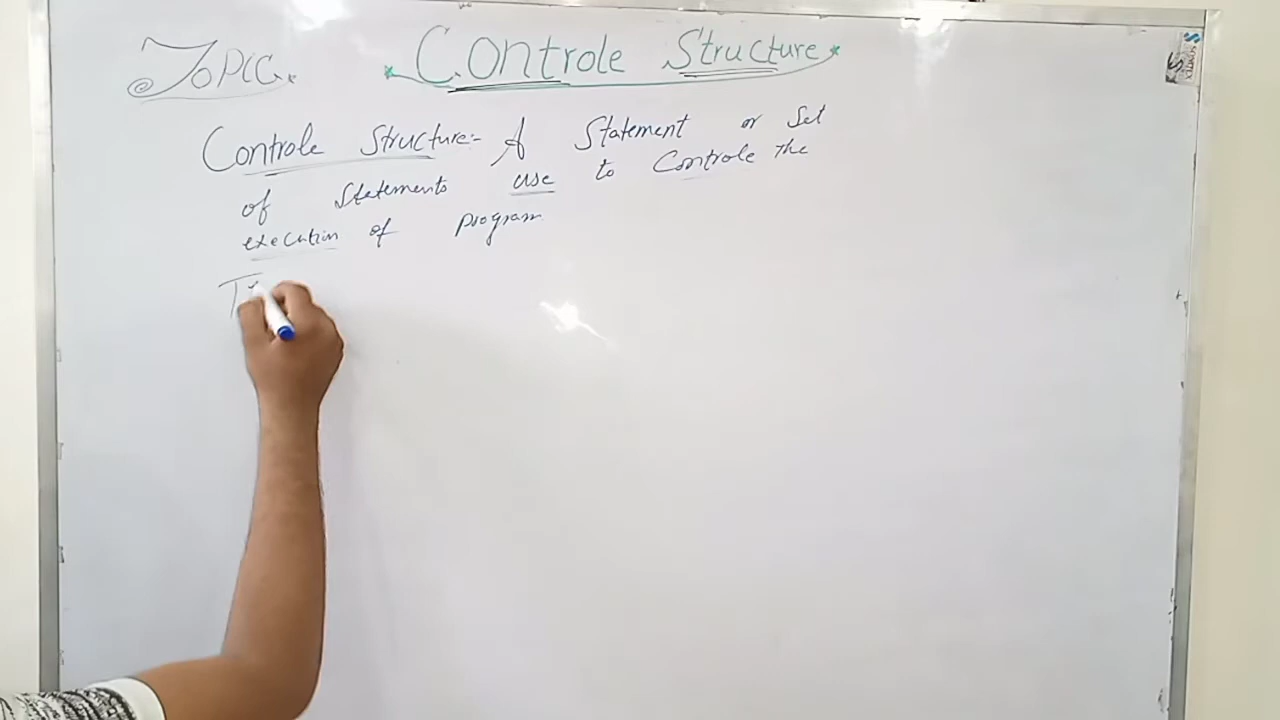 TOPIC Controle Structure
Controle Structure:- A Statement or Set
of Statements use to Controle the
execution of program